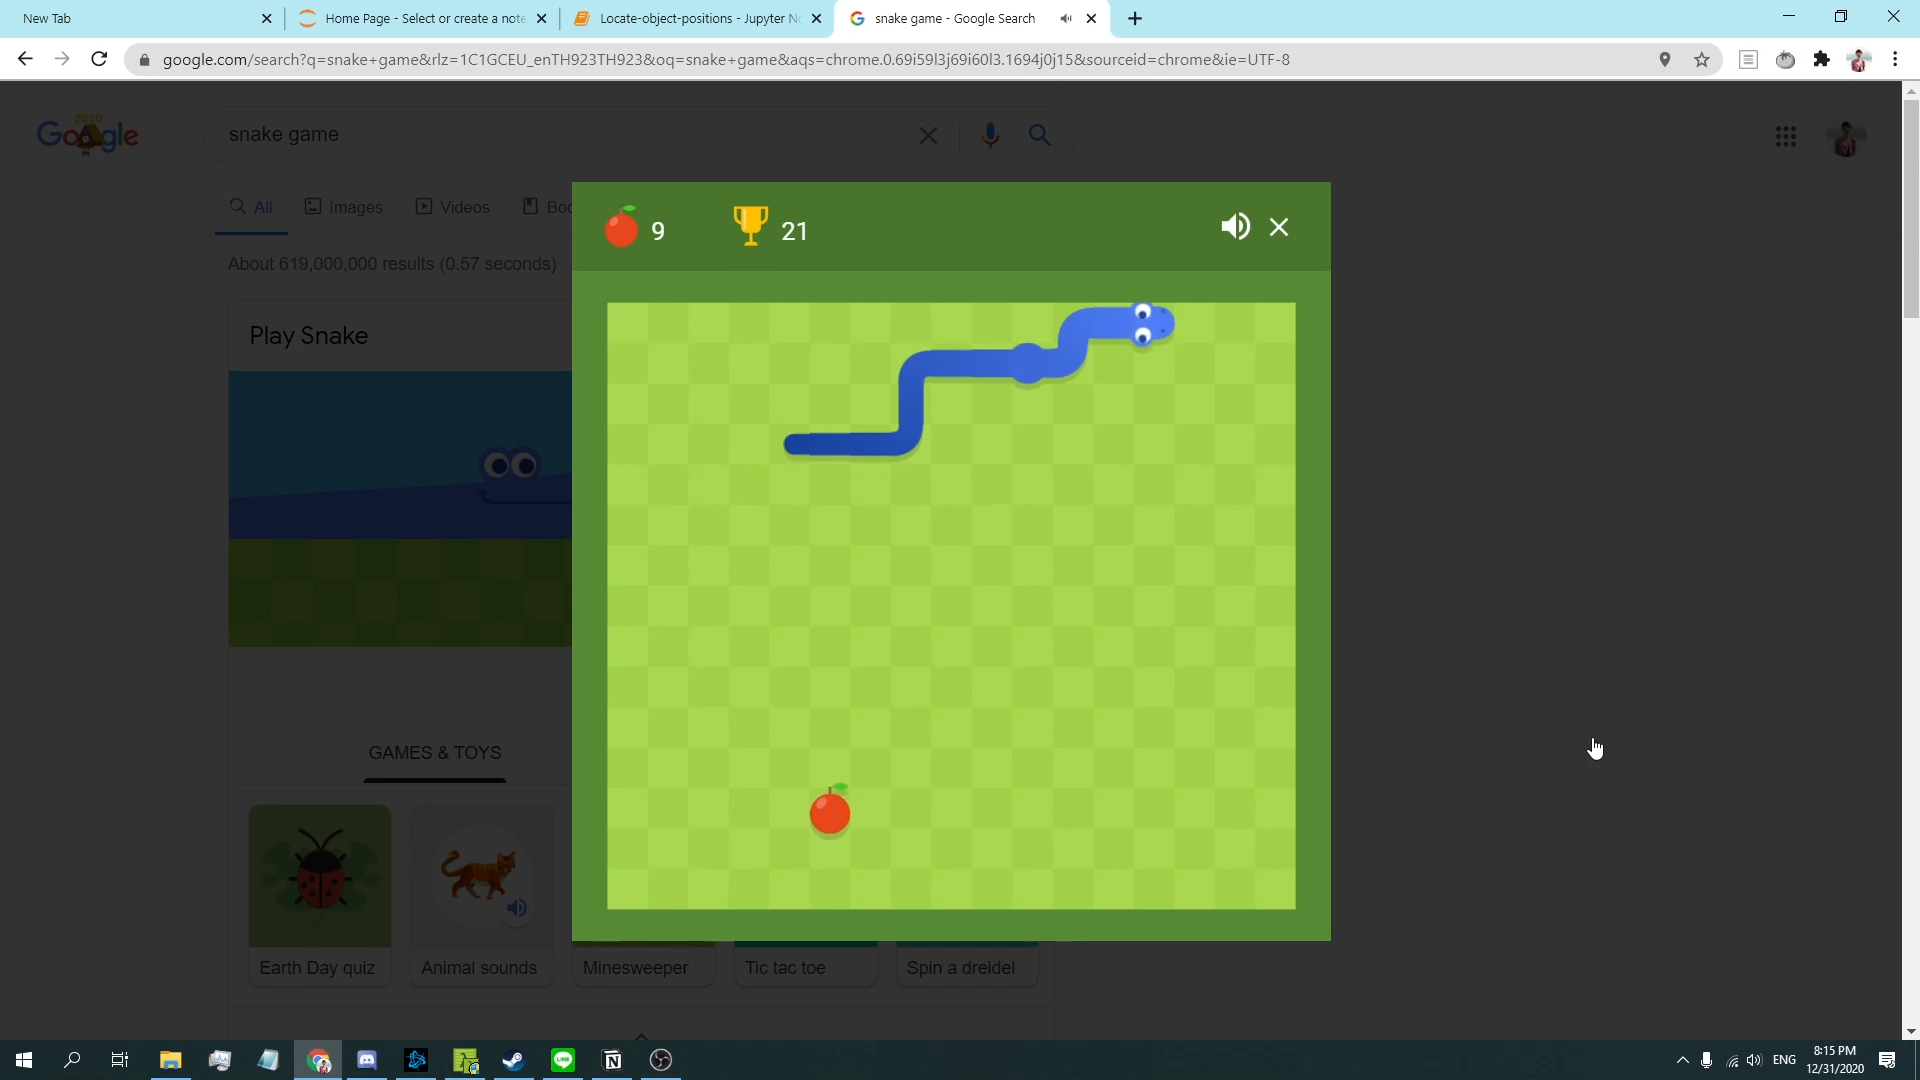 New Tab
Home Page - Select or create a note
Locate-object-positions - Jupyter No
snake game - Google Search
google.com/search?q=snake+game&rlz=1C1GCEU_enTH923TH923&oq=snake+game&aqs=chrome.0.69i59l3j69i60l3.1694j0j15&sourceid=chrome&ie=UTF-8
2020
Google
snake game
All
Images
Videos
Boo
9
21
About 619,000,000 results (0.57 seconds)
Play Snake
GAMES & TOYS
Earth Day quiz
Animal sounds
Minesweeper
Tic tac toe
Spin a dreidel
LINE
N
ENG
8:15 PM
12/31/2020